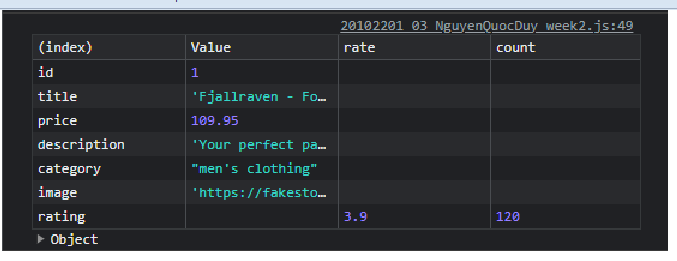 20102201_03_NguyenQuocDuy_week2.js:49
(index) Value rate count
id 1
title 'Fjallraven - Fo…
price 109.95
description 'Your perfect pa…
category "men's clothing"
image 'https://fakesto…
rating 3.9 120
▶ Object